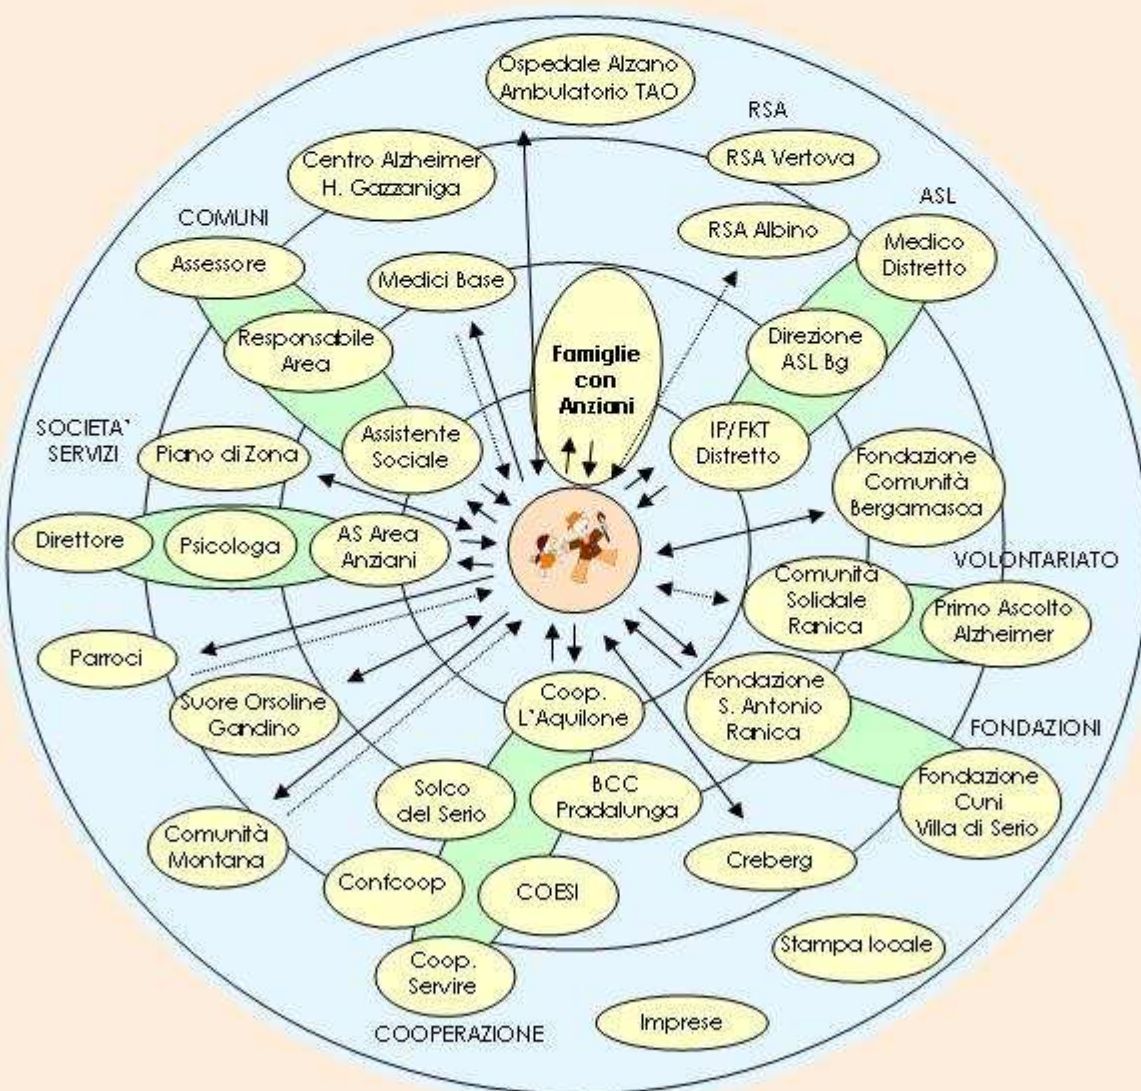 Ospedale Alzano
Ambulatorio TAO
RSA
RSA Vertova
Centro Alzheimer
H. Gazzaniga
ASL
COMUNI
RSA Albino
Medico
Distretto
Assessore
Medici Base
Responsabile
Area
Famiglie
con
Anziani
Direzione
ASL Bg
SOCIETA'
SERVIZI
Piano di Zona
Assistente
Sociale
IP/FKT
Distretto
Fondazione
Comunità
Bergamasca
Direttore
Psicologa
AS Area
Anziani
VOLONTARIATO
Comunità
Solidale
Ranica
Primo Ascolto
Alzheimer
Parroci
Suore Orsoline
Gandino
Coop.
L'Aquilone
Fondazione
S. Antonio
Ranica
FONDAZIONI
Solco
del Serio
BCC
Pradalunga
Fondazione
Cuni
Villa di Serio
Comunità
Montana
Creberg
Confcoop
COESI
Stampa locale
Coop.
Servire
Imprese
COOPERAZIONE